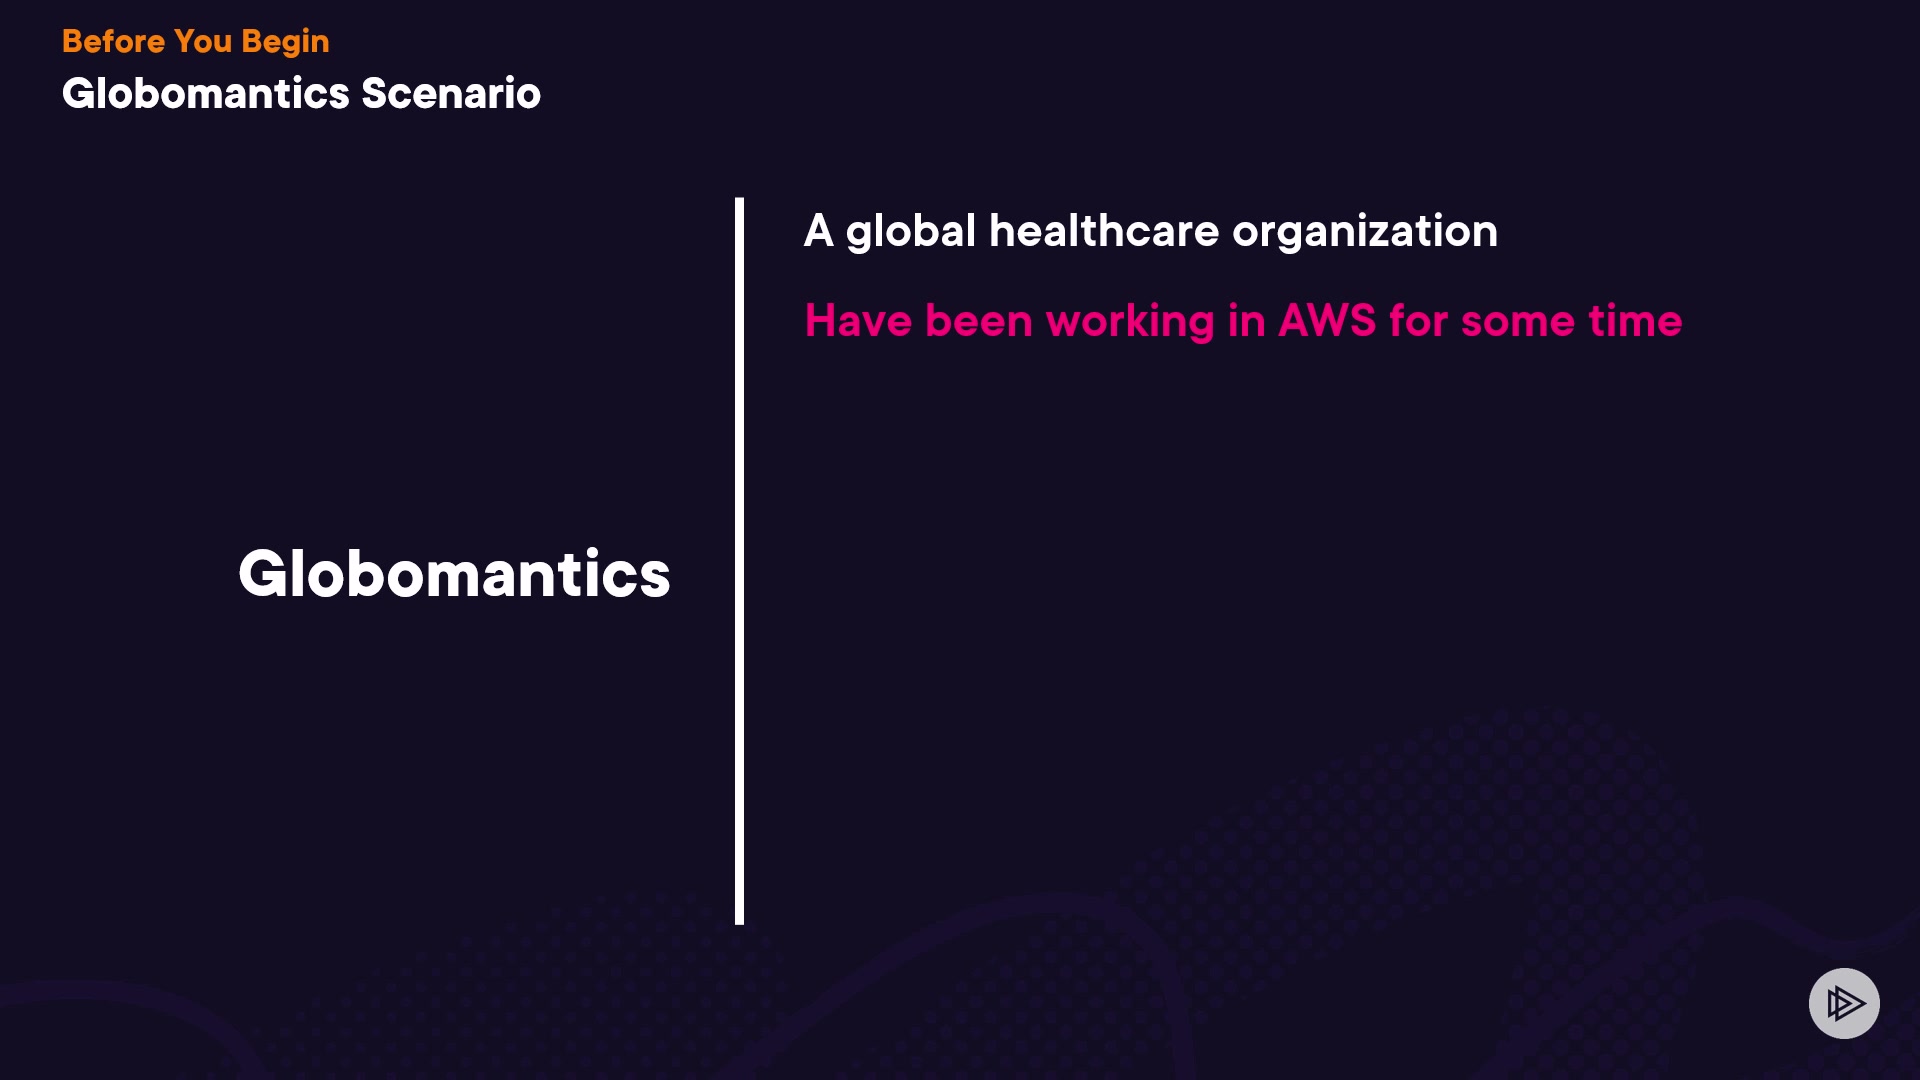 Before You Begin
Globomantics Scenario
Globomantics
A global healthcare organization
Have been working in AWS for some time